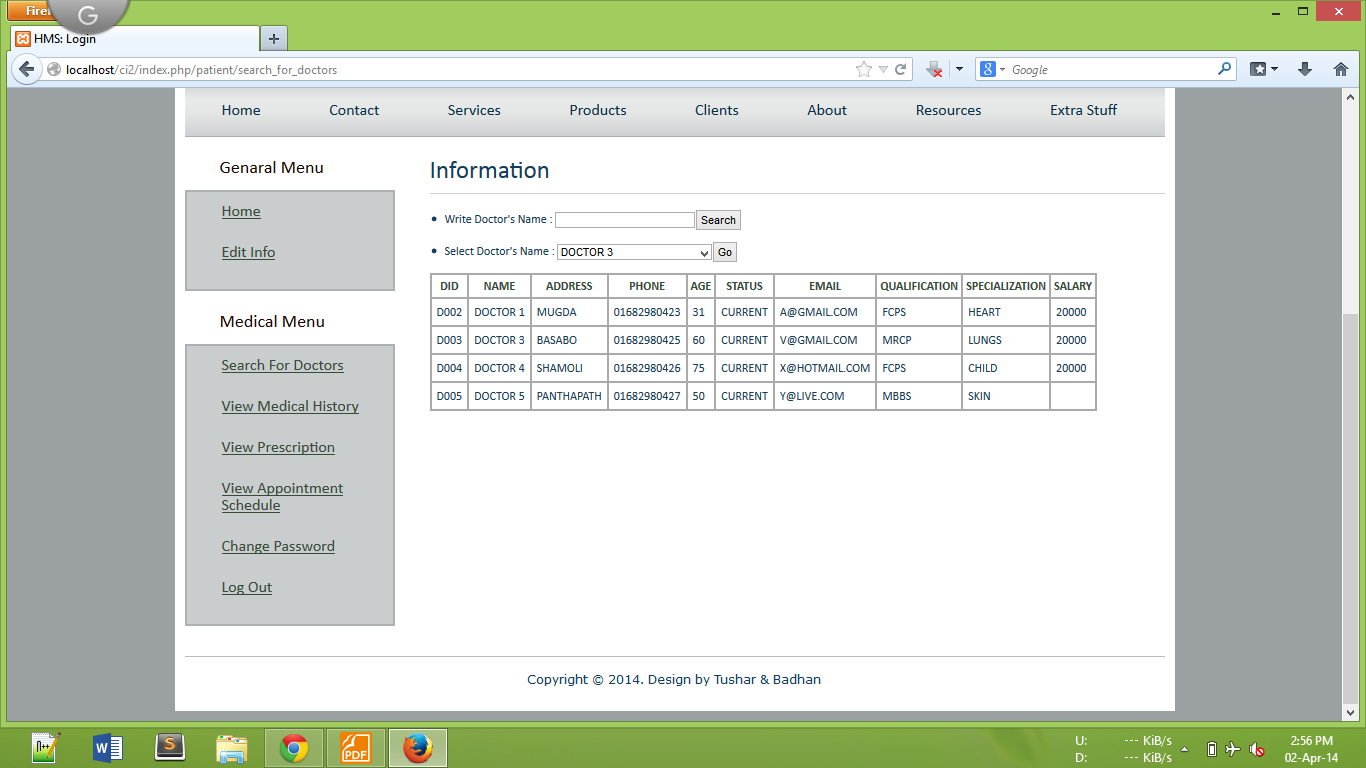 Firef
G
HMS: Login
localhost/ci2/index.php/patient/search_for_doctors
Google
Home Contact Services Products Clients About Resources Extra Stuff
Genaral Menu
Home
Edit Info
Medical Menu
Search For Doctors
View Medical History
View Prescription
View Appointment
Schedule
Change Password
Log Out
Information
Write Doctor's Name : Search
Select Doctor's Name : DOCTOR 3 Go
DID NAME ADDRESS PHONE AGE STATUS EMAIL QUALIFICATION SPECIALIZATION SALARY
D002 DOCTOR 1 MUGDA 01682980423 31 CURRENT A@GMAIL.COM FCPS HEART 20000
D003 DOCTOR 3 BASABO 01682980425 60 CURRENT V@GMAIL.COM MRCP LUNGS 20000
D004 DOCTOR 4 SHAMOLI 01682980426 75 CURRENT X@HOTMAIL.COM FCPS CHILD 20000
D005 DOCTOR 5 PANTHAPATH 01682980427 50 CURRENT Y@LIVE.COM MBBS SKIN
Copyright © 2014. Design by Tushar & Badhan
U: --- KiB/s
D: --- KiB/s
2:56 PM
02-Apr-14